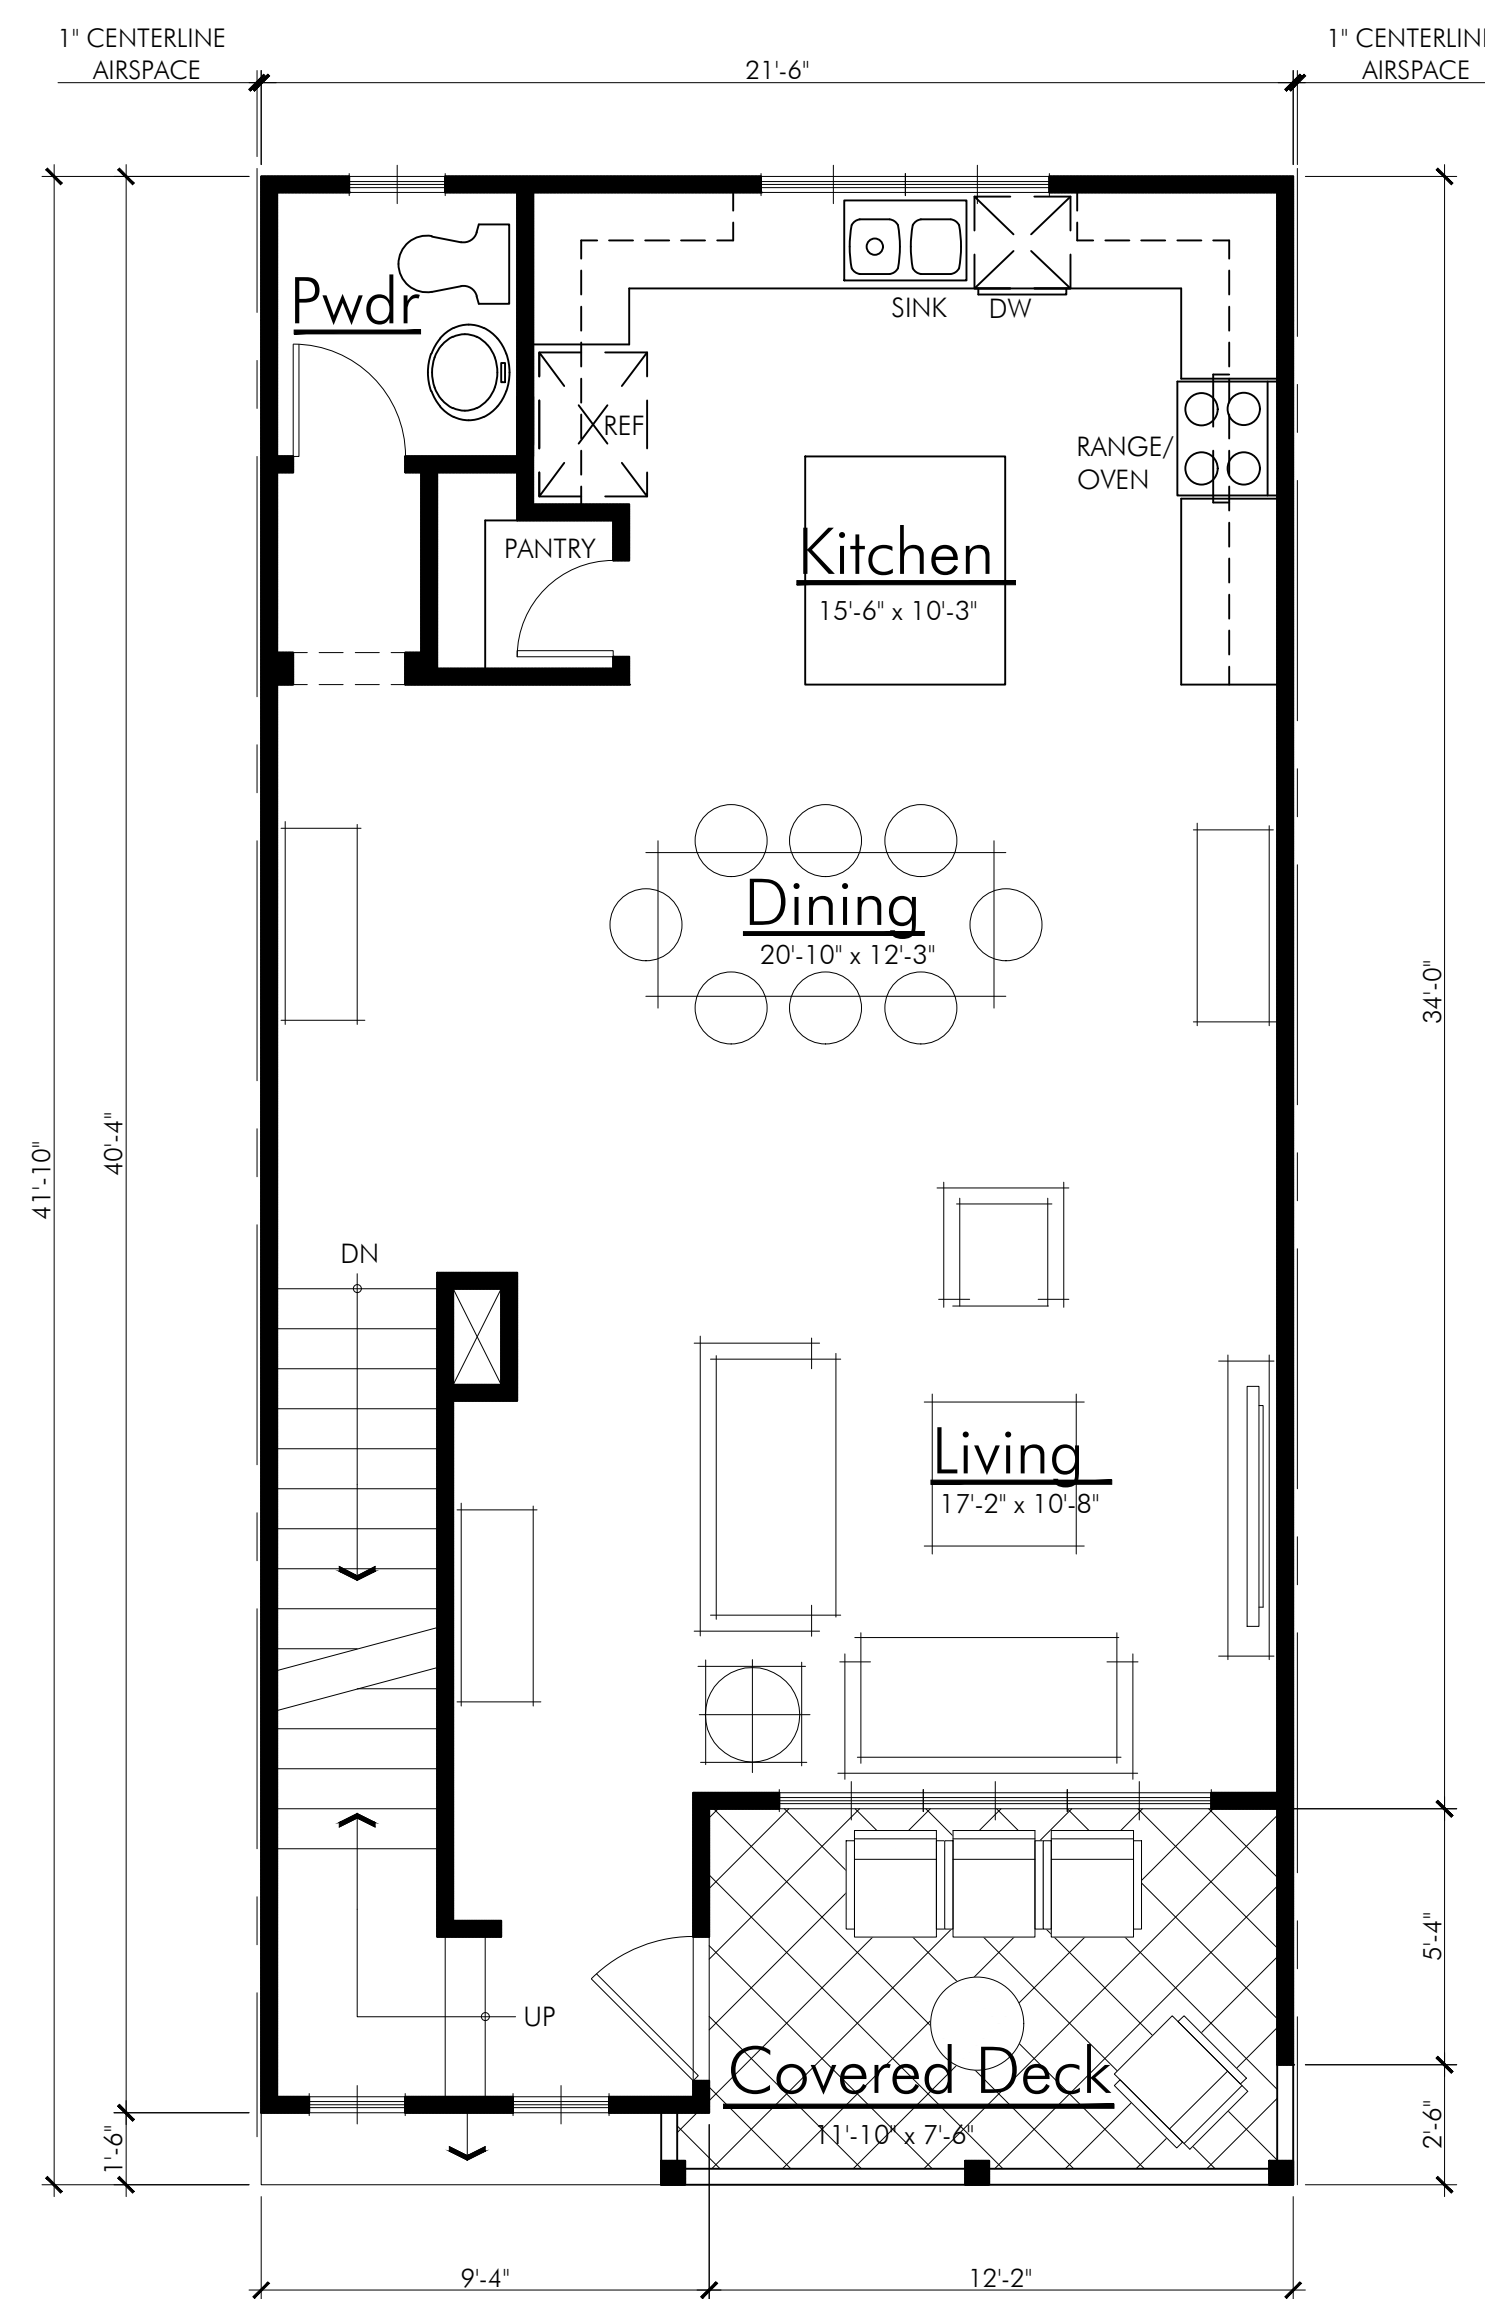 1" CENTERLINE
AIRSPACE
21'-6"
1" CENTERLIN
AIRSPACE
Pwdr
SINK
DW
REF
RANGE/
OVEN
PANTRY
Kitchen
15'-6" x 10'-3"
Dining
20'-10" x 12'-3"
34'-0"
40'-4"
41'-10"
DN
Living
17'-2" x 10'-8"
5'-4"
UP
Covered Deck
11'-10" x 7'-6"
1'-6"
2'-6"
9'-4"
12'-2"